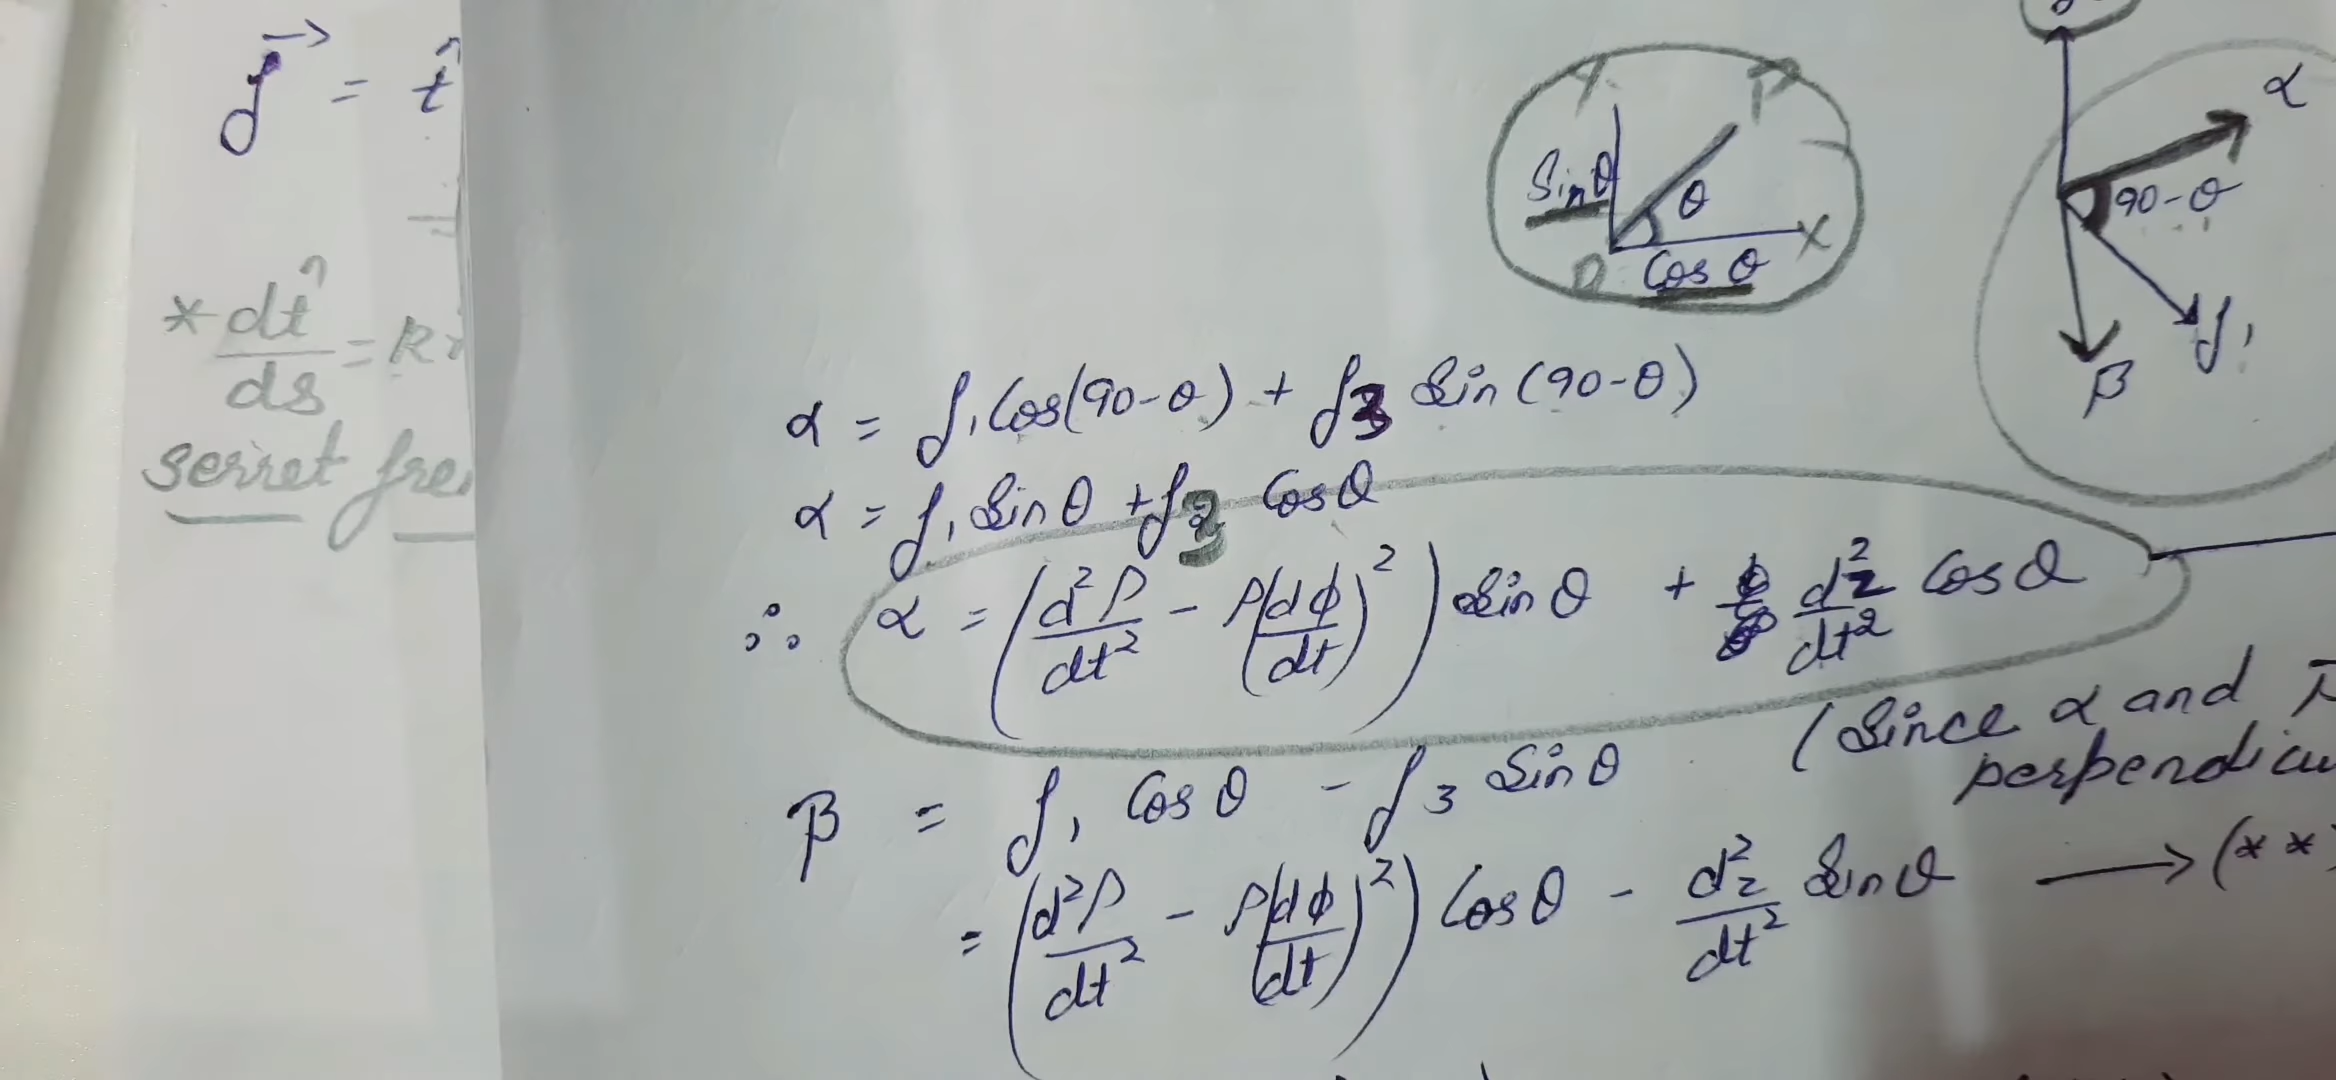 f⃗ = t̂
* dt̂/ds = k
serret fre
Y P
Sinθ θ X
O Cos θ
α
90-θ
f₁
β
α = f₁ Cos(90-θ) + f₃ Sin (90-θ)
α = f₁ Sin θ + f₃ Cos θ
∴ α = (d²ρ/dt² - ρ(dϕ/dt)²) Sin θ + d²z/dt² Cos θ
(Since α and β
perpendicu
β = f₁ Cos θ - f₃ Sin θ
= (d²ρ/dt² - ρ(dϕ/dt)²) Cos θ - d²z/dt² Sin θ → (**)